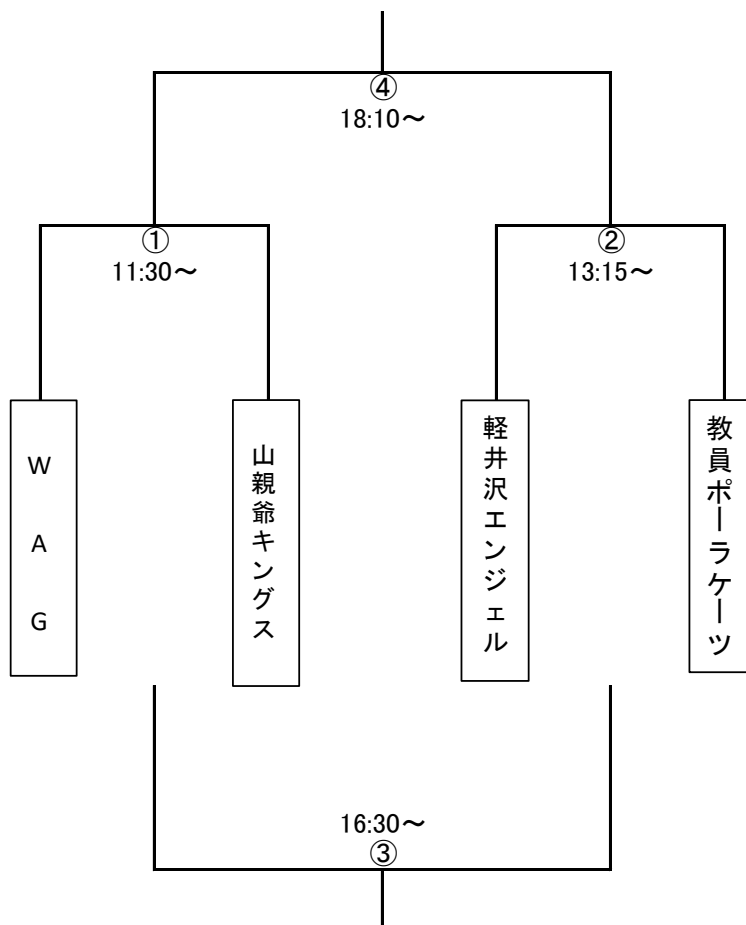 ④
18:10～
①
11:30～
②
13:15～
WAG
山親爺キングス
軽井沢エンジェル
教員ポーラケーツ
16:30～
③